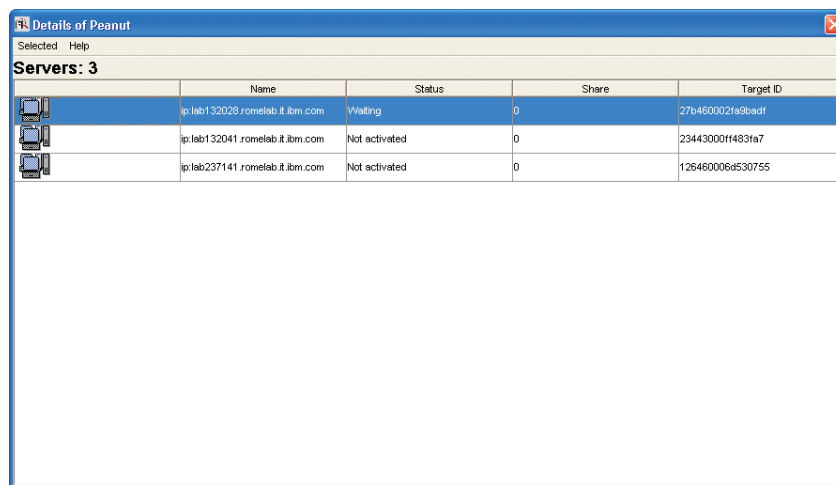 Details of Peanut
Selected Help
Servers: 3
Name Status Share Target ID
ip:lab132028.romelab.it.ibm.com Waiting 0 27b460002fa9badf
ip:lab132041.romelab.it.ibm.com Not activated 0 23443000ff483fa7
ip:lab237141.romelab.it.ibm.com Not activated 0 126460006d530755